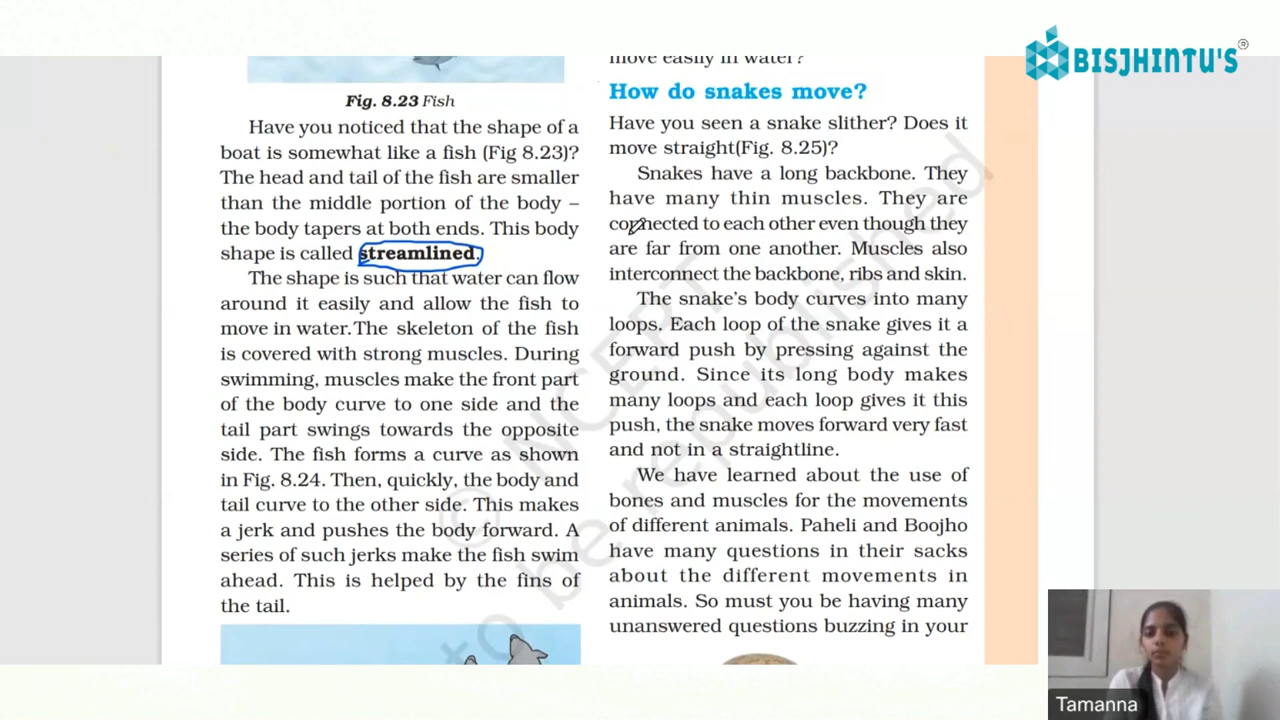 BISJHINTU'S®
Fig. 8.23 Fish
Have you noticed that the shape of a
boat is somewhat like a fish (Fig 8.23)?
The head and tail of the fish are smaller
than the middle portion of the body –
the body tapers at both ends. This body
shape is called streamlined.
The shape is such that water can flow
around it easily and allow the fish to
move in water.The skeleton of the fish
is covered with strong muscles. During
swimming, muscles make the front part
of the body curve to one side and the
tail part swings towards the opposite
side. The fish forms a curve as shown
in Fig. 8.24. Then, quickly, the body and
tail curve to the other side. This makes
a jerk and pushes the body forward. A
series of such jerks make the fish swim
ahead. This is helped by the fins of
the tail.
move easily in water?
How do snakes move?
Have you seen a snake slither? Does it
move straight(Fig. 8.25)?
Snakes have a long backbone. They
have many thin muscles. They are
connected to each other even though they
are far from one another. Muscles also
interconnect the backbone, ribs and skin.
The snake's body curves into many
loops. Each loop of the snake gives it a
forward push by pressing against the
ground. Since its long body makes
many loops and each loop gives it this
push, the snake moves forward very fast
and not in a straightline.
We have learned about the use of
bones and muscles for the movements
of different animals. Paheli and Boojho
have many questions in their sacks
about the different movements in
animals. So must you be having many
unanswered questions buzzing in your
© NCERT
to be republished
Tamanna